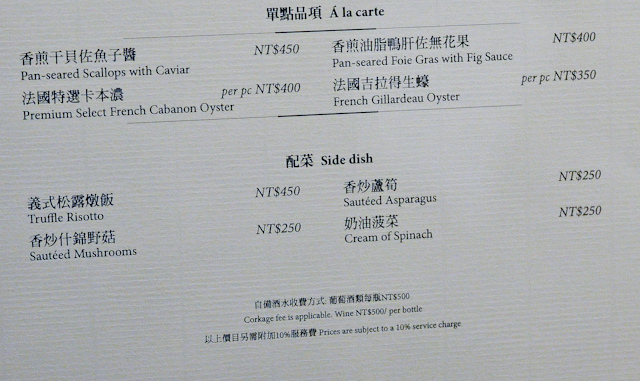 單點品項 Á la carte
香煎干貝佐魚子醬 NT$450
Pan-seared Scallops with Caviar
法國特選卡本濃 per pc NT$400
Premium Select French Cabanon Oyster
香煎油脂鴨肝佐無花果 NT$400
Pan-seared Foie Gras with Fig Sauce
法國吉拉得生蠔 per pc NT$350
French Gillardeau Oyster
配菜 Side dish
義式松露燉飯 NT$450
Truffle Risotto
香炒什錦野菇 NT$250
Sautéed Mushrooms
香炒蘆筍 NT$250
Sautéed Asparagus
奶油菠菜 NT$250
Cream of Spinach
自備酒水收費方式: 葡萄酒類每瓶NT$500
Corkage fee is applicable. Wine NT$500/ per bottle
以上價目另需附加10%服務費 Prices are subject to a 10% service charge